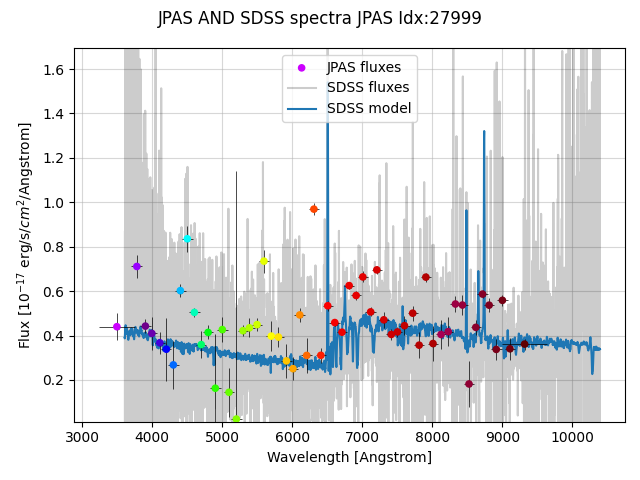 JPAS AND SDSS spectra JPAS Idx:27999
JPAS fluxes
SDSS fluxes
SDSS model
1.6
1.4
1.2
1.0
0.8
0.6
0.4
0.2
Flux [10⁻¹⁷ erg/s/cm²/Angstrom]
3000 4000 5000 6000 7000 8000 9000 10000
Wavelength [Angstrom]